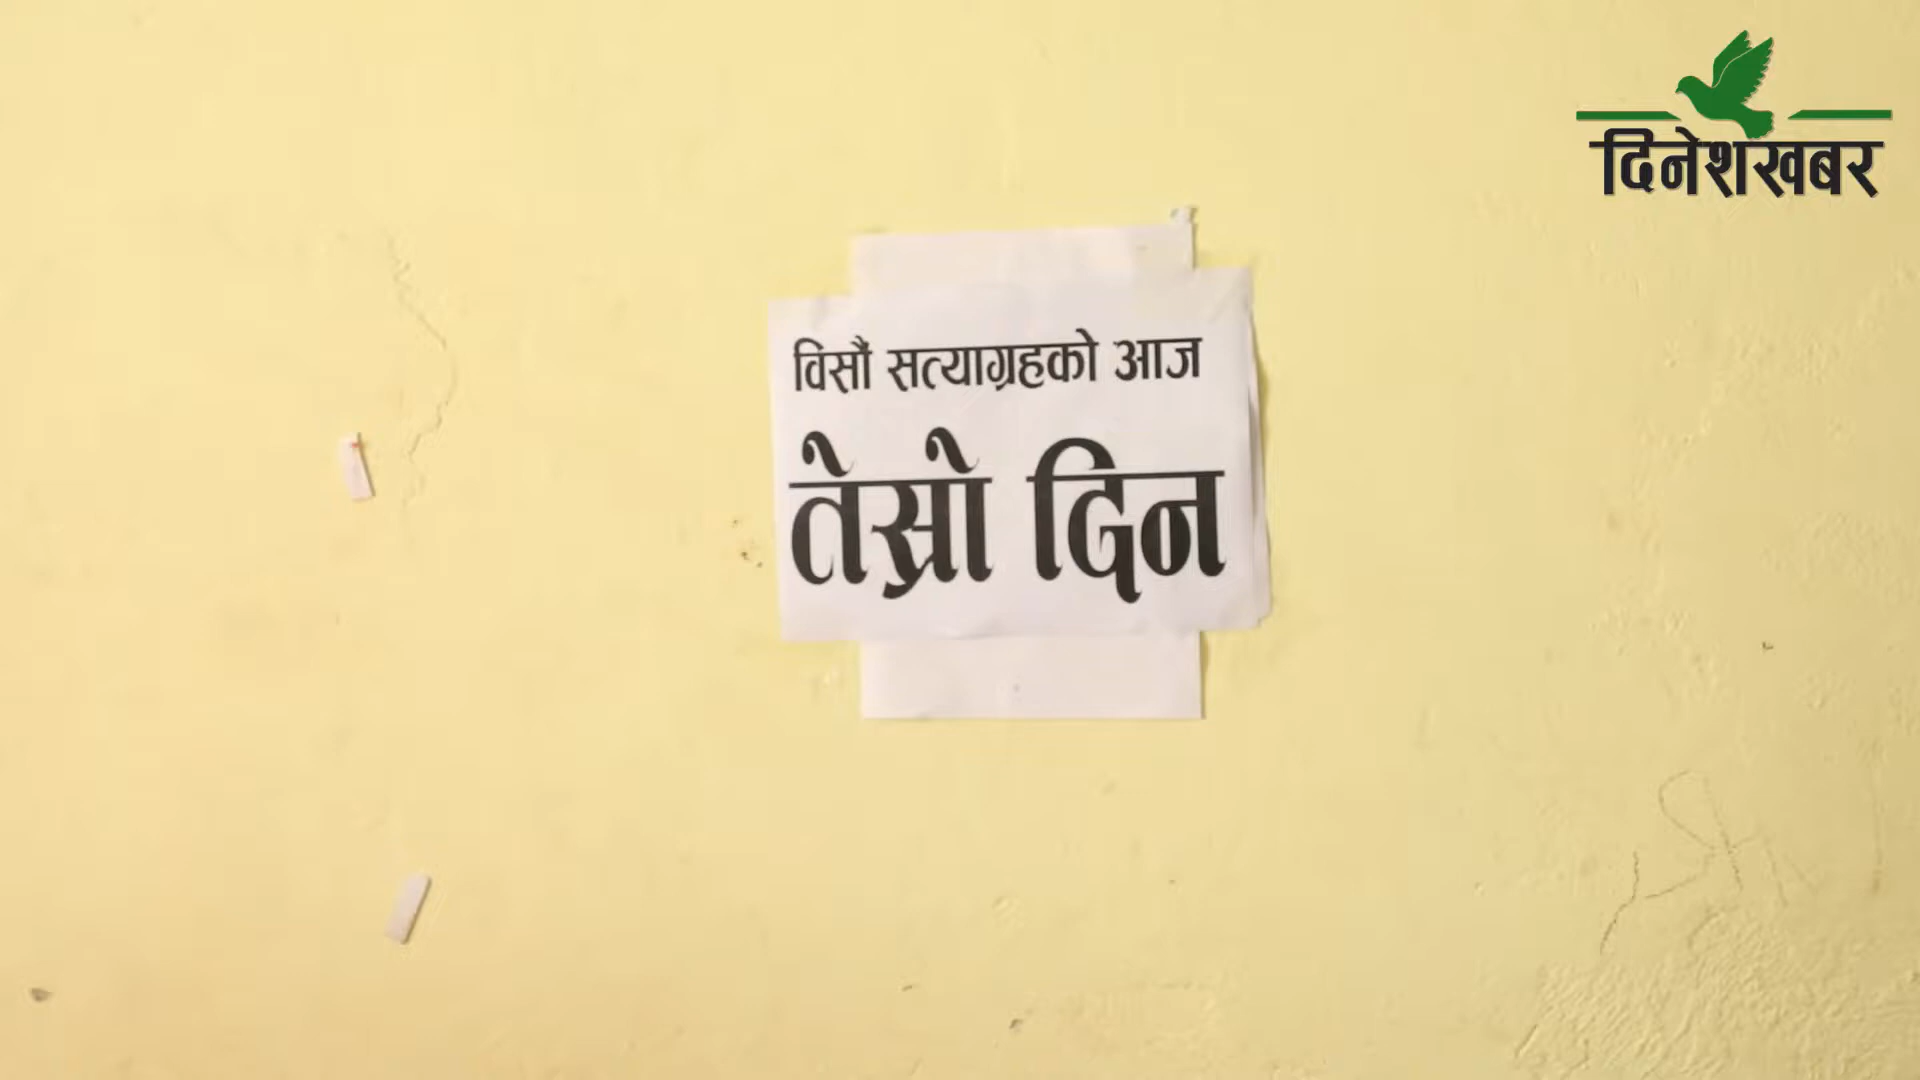 दिनेशखबर
विसौं सत्याग्रहको आज
तेस्रो दिन